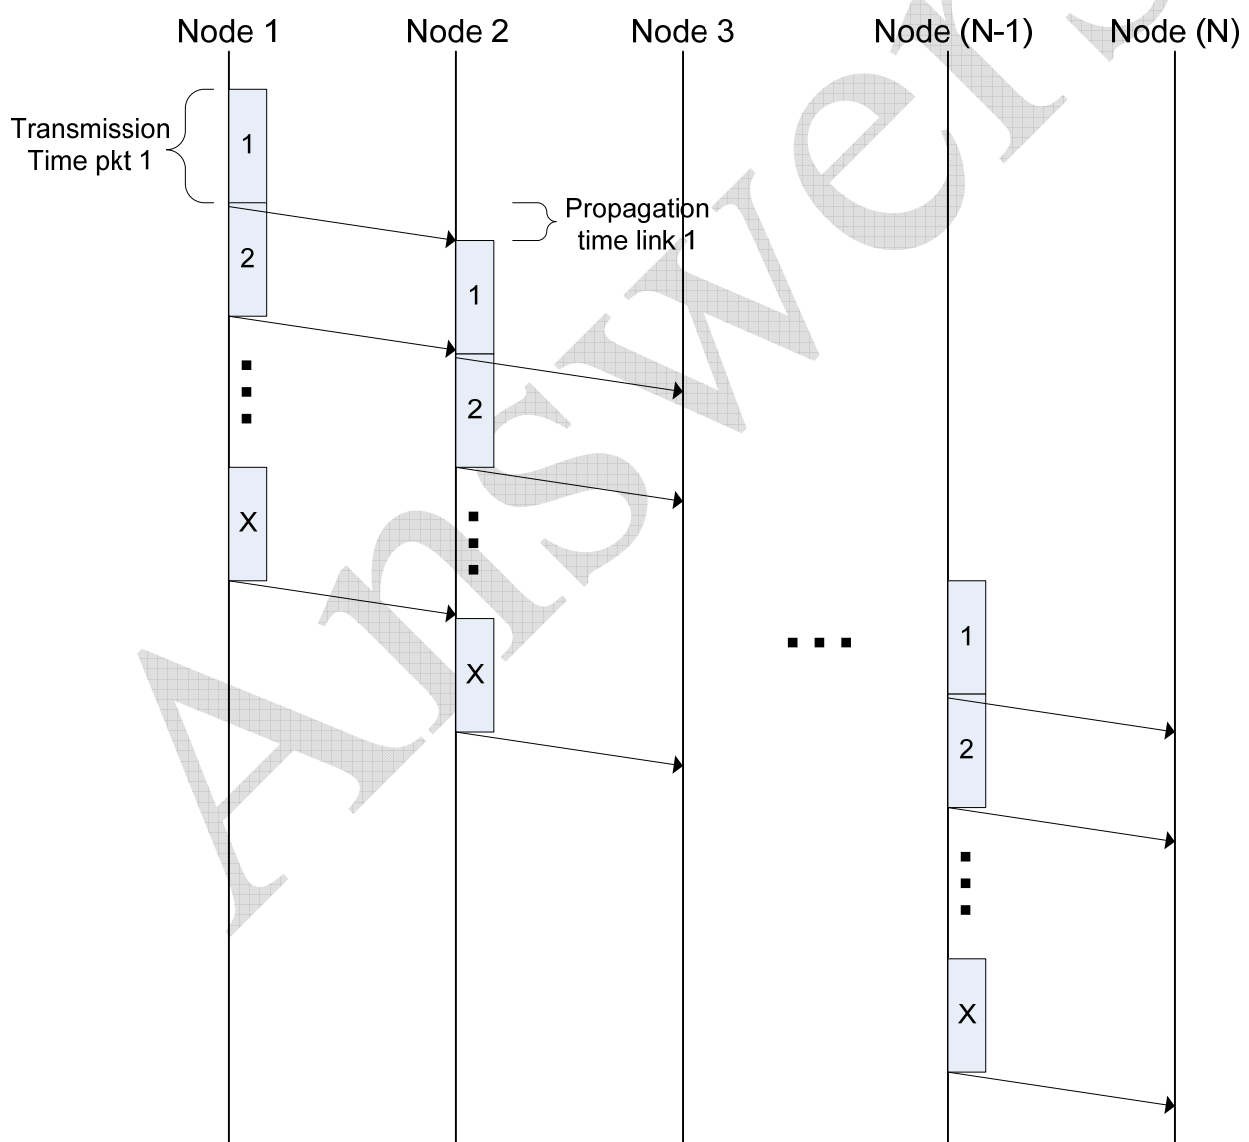 Node 1
Node 2
Node 3
Node (N-1)
Node (N)
Transmission
Time pkt 1
1
2
X
Propagation
time link 1
1
2
X
1
2
X
Answers